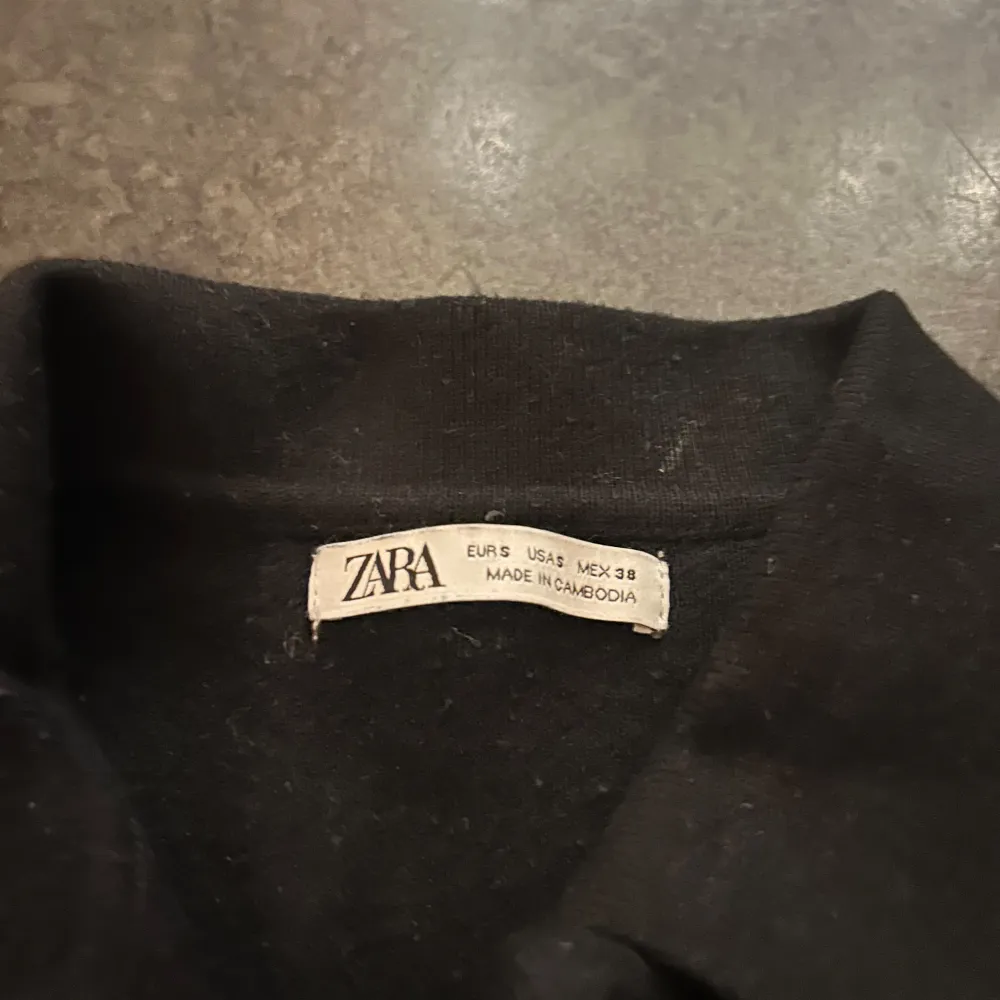 ZARA
EUR S USA S MEX 38
MADE IN CAMBODIA